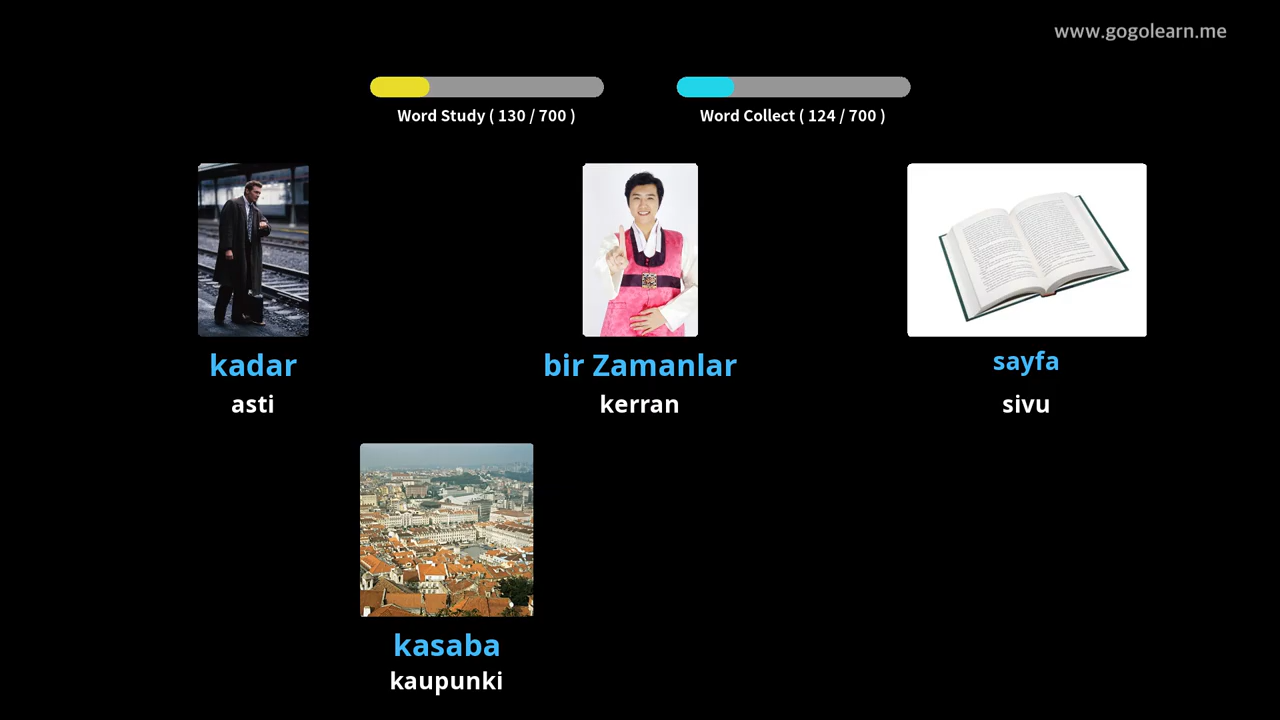 www.gogolearn.me
Word Study ( 130 / 700 )
Word Collect ( 124 / 700 )
kadar
asti
bir Zamanlar
kerran
sayfa
sivu
kasaba
kaupunki